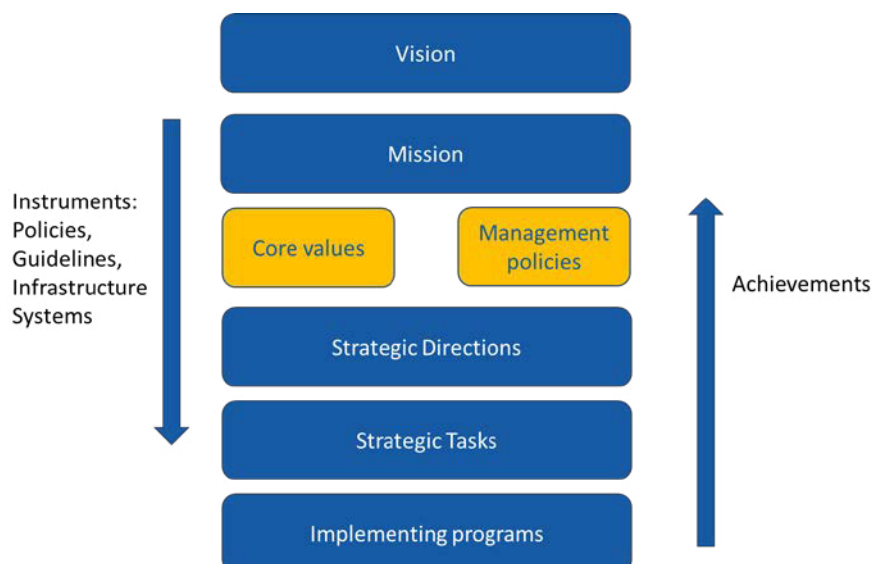 Vision
Mission
Instruments:
Policies,
Guidelines,
Infrastructure
Systems
Core values
Management
policies
Achievements
Strategic Directions
Strategic Tasks
Implementing programs